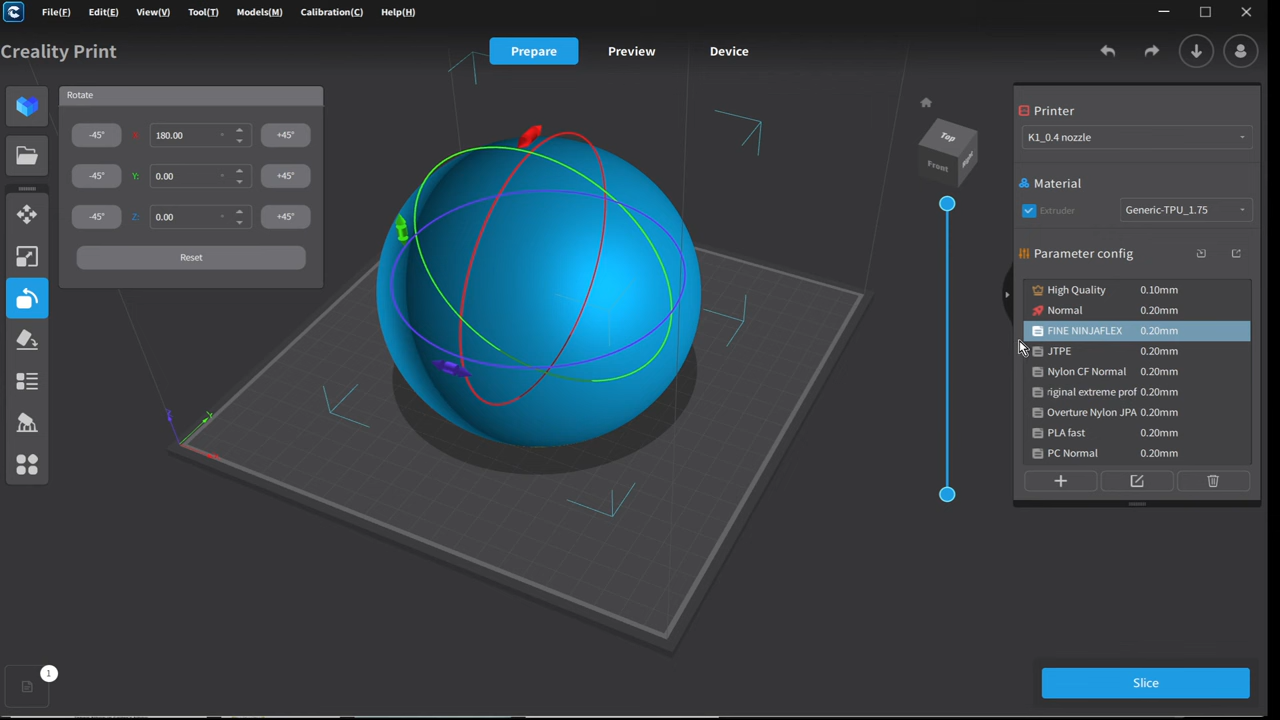 File(F) Edit(E) View(V) Tool(T) Models(M) Calibration(C) Help(H)
Creality Print
Prepare Preview Device
Rotate
-45° X: 180.00 ° +45°
-45° Y: 0.00 ° +45°
-45° Z: 0.00 ° +45°
Reset
Top
Front
Right
Z
Y
Printer
K1_0.4 nozzle
Material
Extruder Generic-TPU_1.75
Parameter config
High Quality 0.10mm
Normal 0.20mm
FINE NINJAFLEX 0.20mm
JTPE 0.20mm
Nylon CF Normal 0.20mm
riginal extreme prof 0.20mm
Overture Nylon JPA 0.20mm
PLA fast 0.20mm
PC Normal 0.20mm
1
Slice